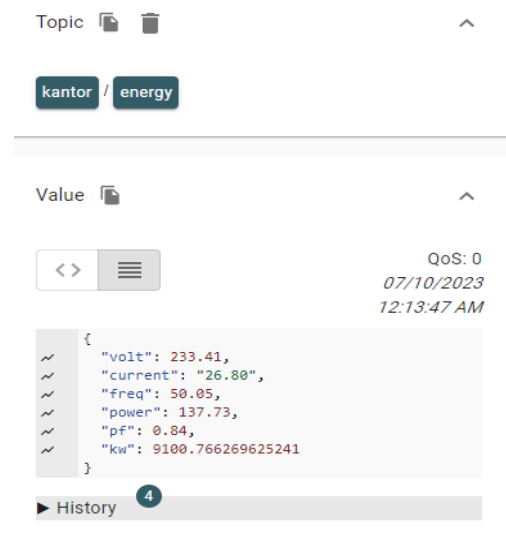 Topic
kantor / energy
Value
QoS: 0
07/10/2023
12:13:47 AM
{
"volt": 233.41,
"current": "26.80",
"freq": 50.05,
"power": 137.73,
"pf": 0.84,
"kw": 9100.766269625241
}
▶ History 4